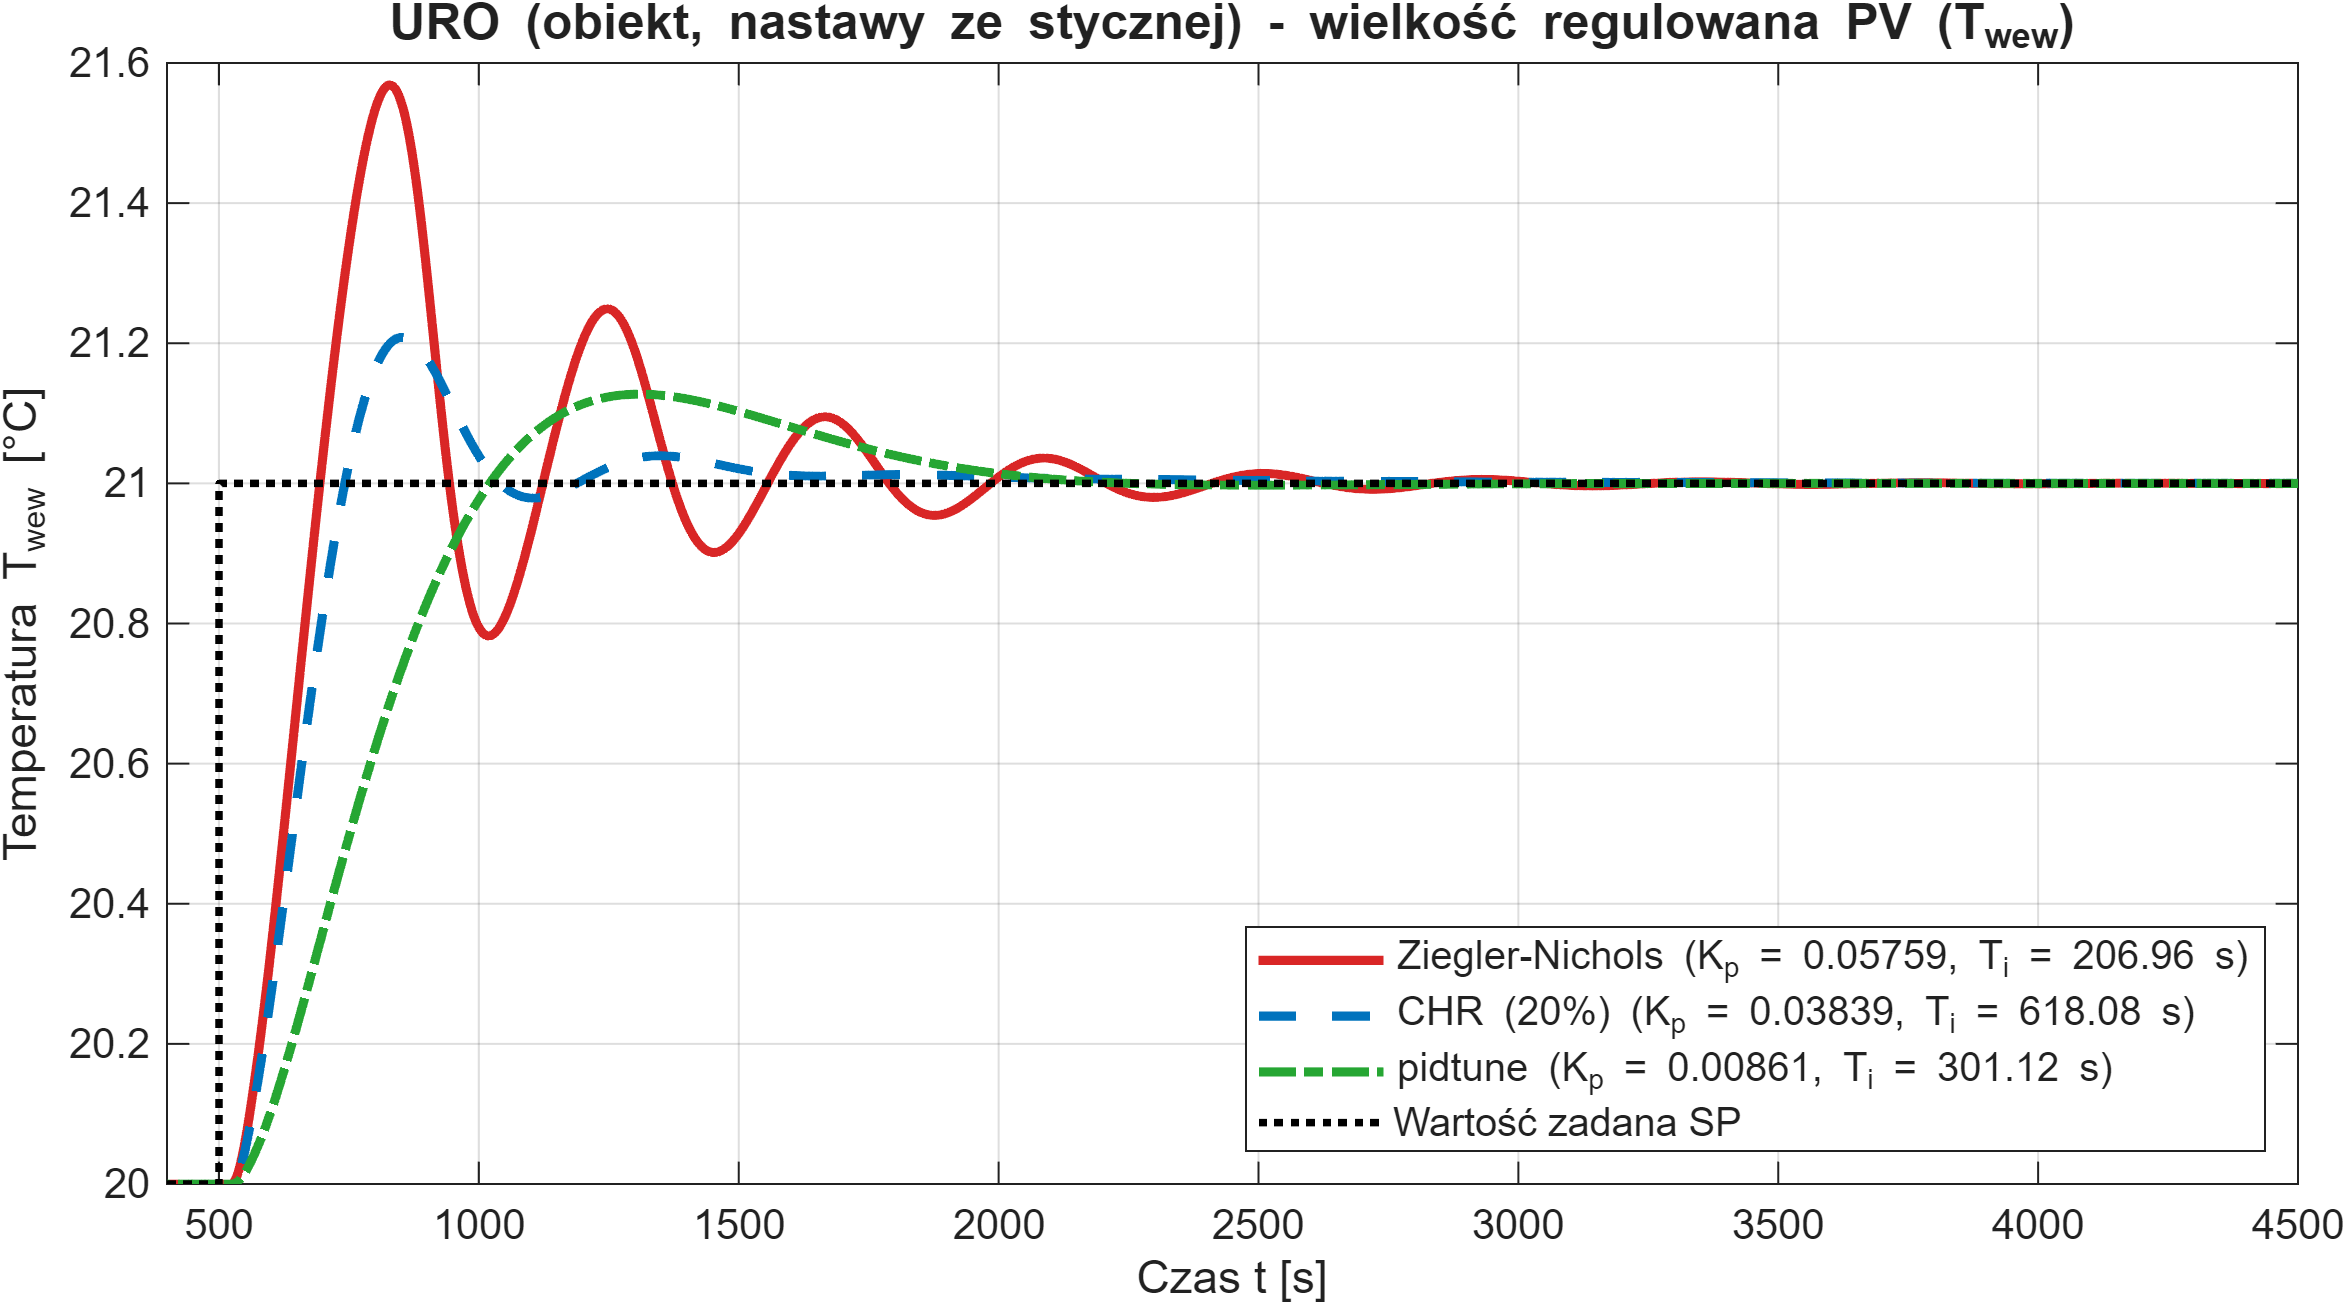 URO (obiekt, nastawy ze stycznej) - wielkość regulowana PV (Twew)
Temperatura Twew [°C]
21.6
21.4
21.2
21
20.8
20.6
20.4
20.2
20
Ziegler-Nichols (Kp = 0.05759, Ti = 206.96 s)
CHR (20%) (Kp = 0.03839, Ti = 618.08 s)
pidtune (Kp = 0.00861, Ti = 301.12 s)
Wartość zadana SP
500 1000 1500 2000 2500 3000 3500 4000 4500
Czas t [s]